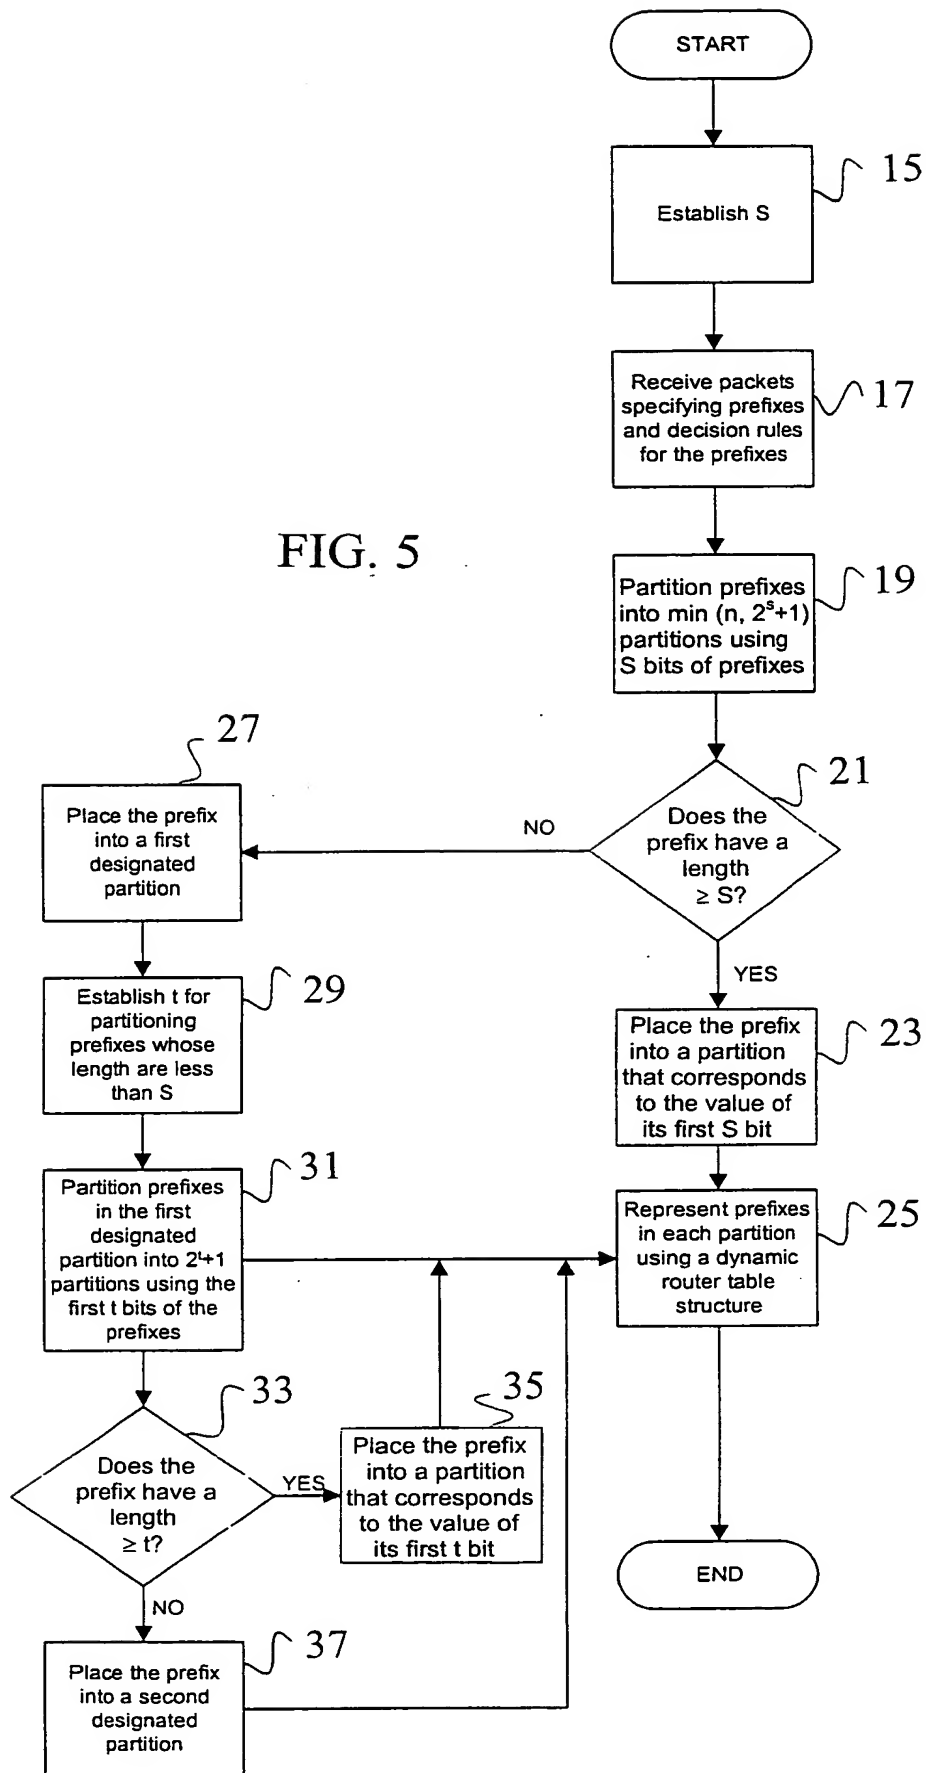 START
15
Establish S
Receive packets
specifying prefixes
and decision rules
for the prefixes
17
FIG. 5
Partition prefixes
into min (n, 2ˢ+1)
partitions using
S bits of prefixes
19
21
Does the
prefix have a
length
≥ S?
NO
YES
27
Place the prefix
into a first
designated
partition
Establish t for
partitioning
prefixes whose
length are less
than S
29
Place the prefix
into a partition
that corresponds
to the value of
its first S bit
23
Partition prefixes
in the first
designated
partition into 2ᵗ+1
partitions using the
first t bits of the
prefixes
31
Represent prefixes
in each partition
using a dynamic
router table
structure
25
33
Does the
prefix have a
length
≥ t?
YES
NO
35
Place the prefix
into a partition
that corresponds
to the value of
its first t bit
END
Place the prefix
into a second
designated
partition
37